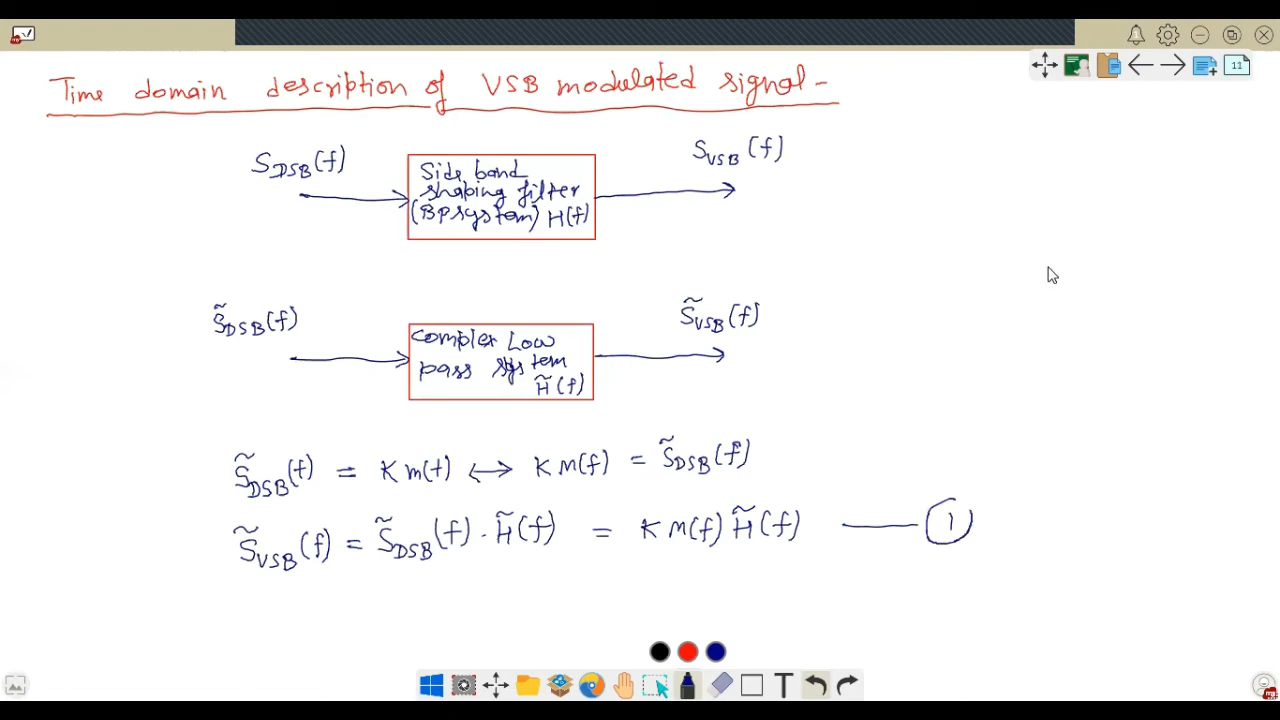 Time domain description of VSB modulated signal -
S_DSB(f)
Side band
shaping filter
(BP system) H(f)
S_VSB(f)
S̃_DSB(f)
Complex Low
pass system
H̃(f)
S̃_VSB(f)
S̃_DSB(t) = K m(t) ↔ K M(f) = S̃_DSB(f)
S̃_VSB(f) = S̃_DSB(f) . H̃(f) = K M(f) H̃(f) —— ①
11
T